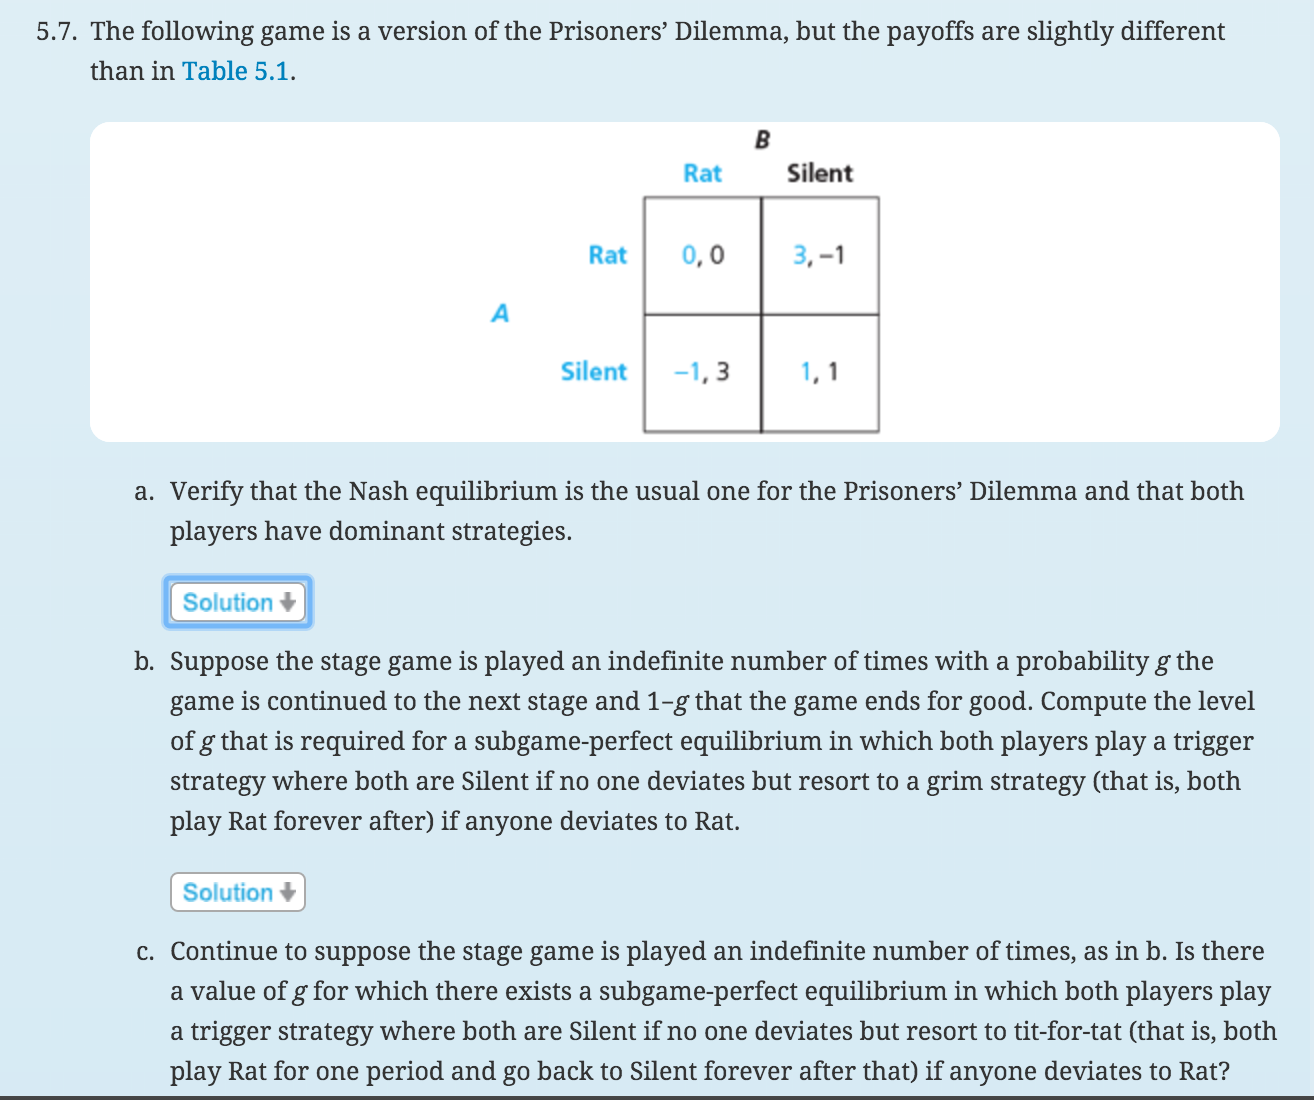 5.7. The following game is a version of the Prisoners’ Dilemma, but the payoffs are slightly different
than in Table 5.1.
B
Rat Silent
Rat 0, 0 3, −1
A
Silent −1, 3 1, 1
a. Verify that the Nash equilibrium is the usual one for the Prisoners’ Dilemma and that both
players have dominant strategies.
Solution
b. Suppose the stage game is played an indefinite number of times with a probability g the
game is continued to the next stage and 1−g that the game ends for good. Compute the level
of g that is required for a subgame-perfect equilibrium in which both players play a trigger
strategy where both are Silent if no one deviates but resort to a grim strategy (that is, both
play Rat forever after) if anyone deviates to Rat.
Solution
c. Continue to suppose the stage game is played an indefinite number of times, as in b. Is there
a value of g for which there exists a subgame-perfect equilibrium in which both players play
a trigger strategy where both are Silent if no one deviates but resort to tit-for-tat (that is, both
play Rat for one period and go back to Silent forever after that) if anyone deviates to Rat?